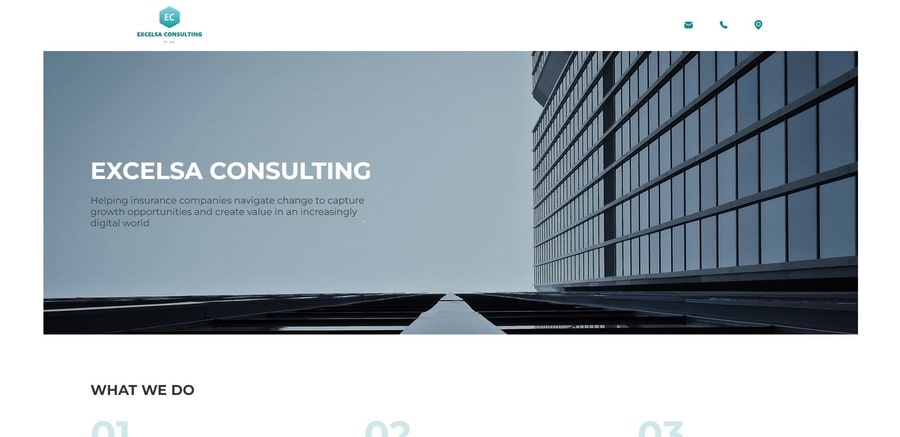 EC
EXCELSA CONSULTING
EXCELSA CONSULTING
Helping insurance companies navigate change to capture
growth opportunities and create value in an increasingly
digital world
WHAT WE DO
01 02 03